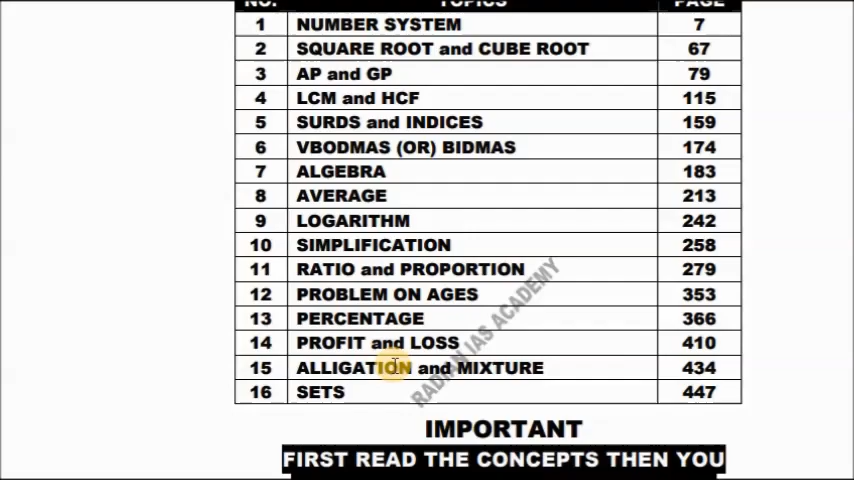 NO. TOPICS PAGE
1 NUMBER SYSTEM 7
2 SQUARE ROOT and CUBE ROOT 67
3 AP and GP 79
4 LCM and HCF 115
5 SURDS and INDICES 159
6 VBODMAS (OR) BIDMAS 174
7 ALGEBRA 183
8 AVERAGE 213
9 LOGARITHM 242
10 SIMPLIFICATION 258
11 RATIO and PROPORTION 279
12 PROBLEM ON AGES 353
13 PERCENTAGE 366
14 PROFIT and LOSS 410
15 ALLIGATION and MIXTURE 434
16 SETS 447
RADIAN IAS ACADEMY
IMPORTANT
FIRST READ THE CONCEPTS THEN YOU